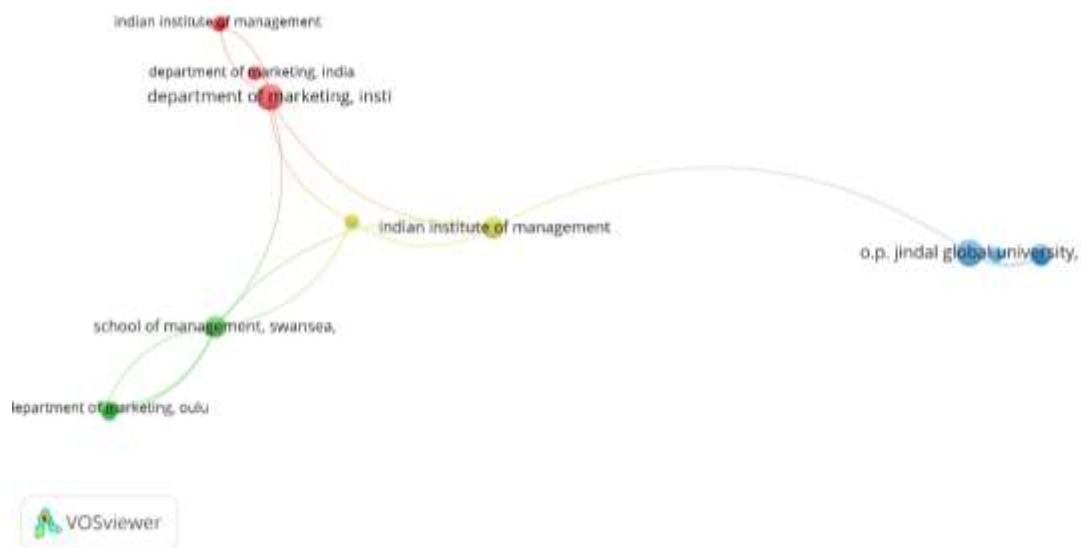 indian institute of management
department of marketing, india
department of marketing, insti
indian institute of management
o.p. jindal global university,
school of management, swansea,
department of marketing, oulu
VOSviewer